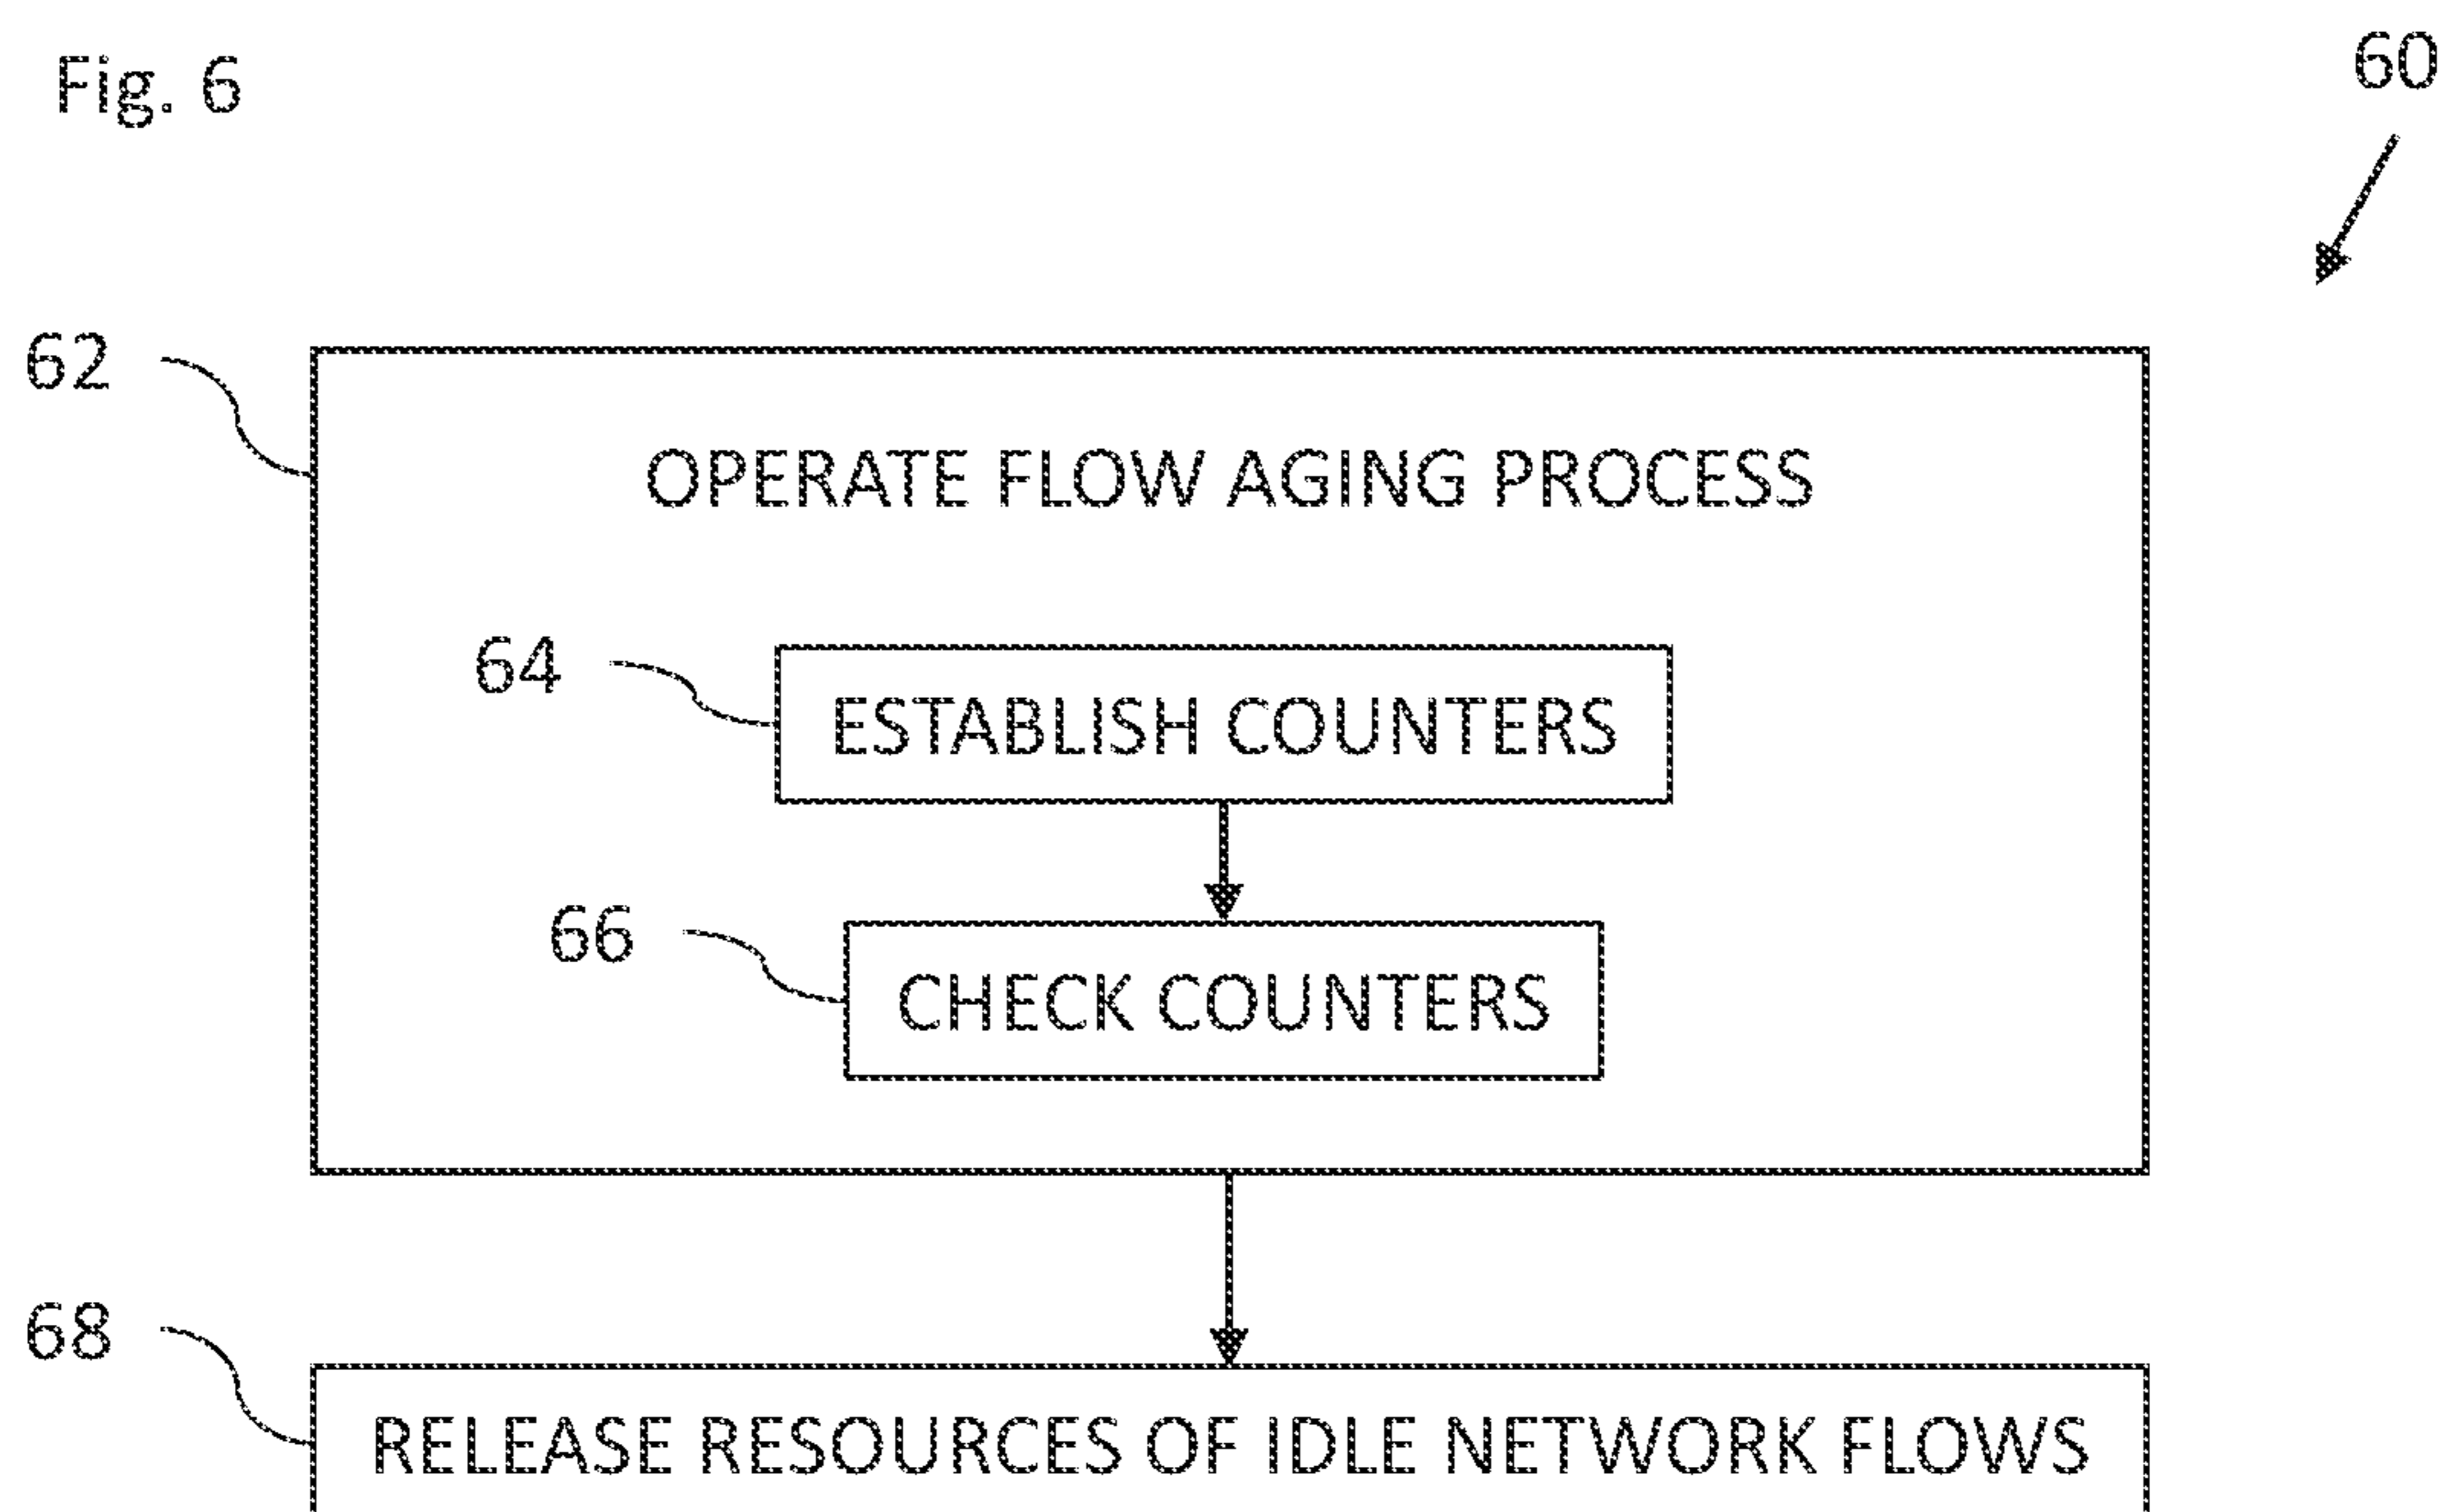 Fig. 6
60
62
OPERATE FLOW AGING PROCESS
64
ESTABLISH COUNTERS
66
CHECK COUNTERS
68
RELEASE RESOURCES OF IDLE NETWORK FLOWS